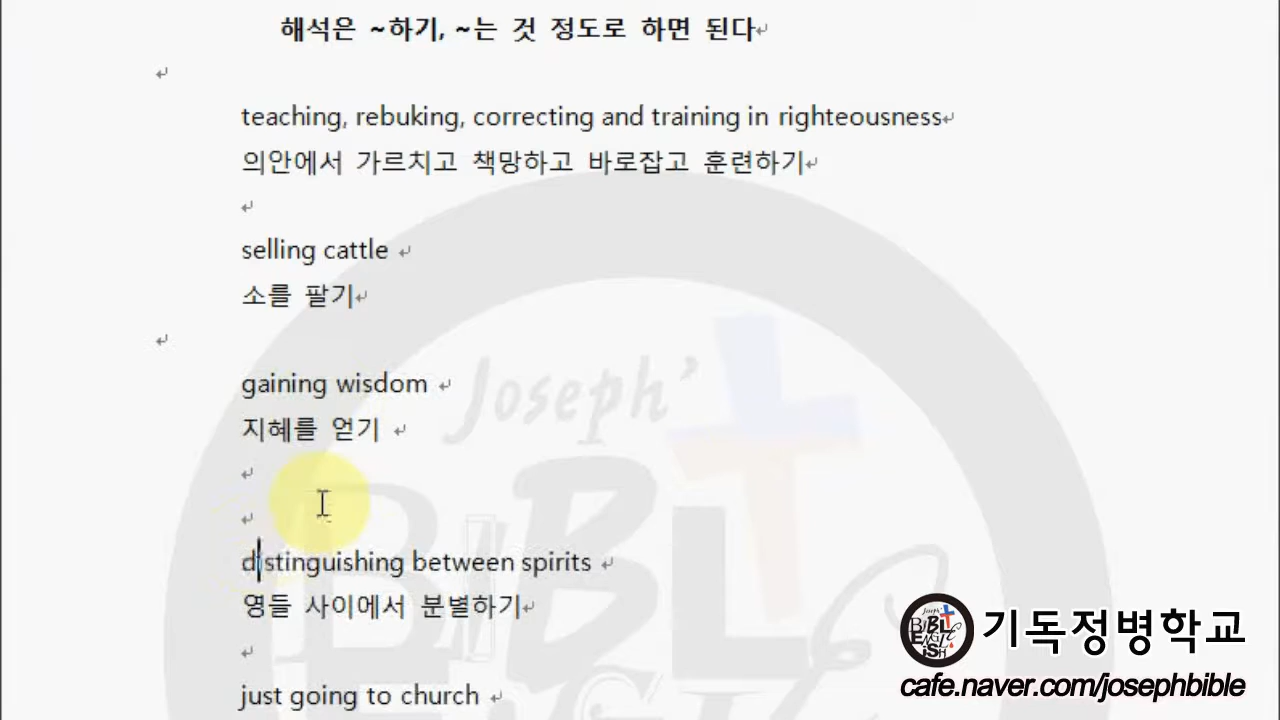 해석은 ~하기, ~는 것 정도로 하면 된다
teaching, rebuking, correcting and training in righteousness
의안에서 가르치고 책망하고 바로잡고 훈련하기
selling cattle
소를 팔기
gaining wisdom
지혜를 얻기
distinguishing between spirits
영들 사이에서 분별하기
just going to church
Joseph'
BIBLE
기독정병학교
cafe.naver.com/josephbible